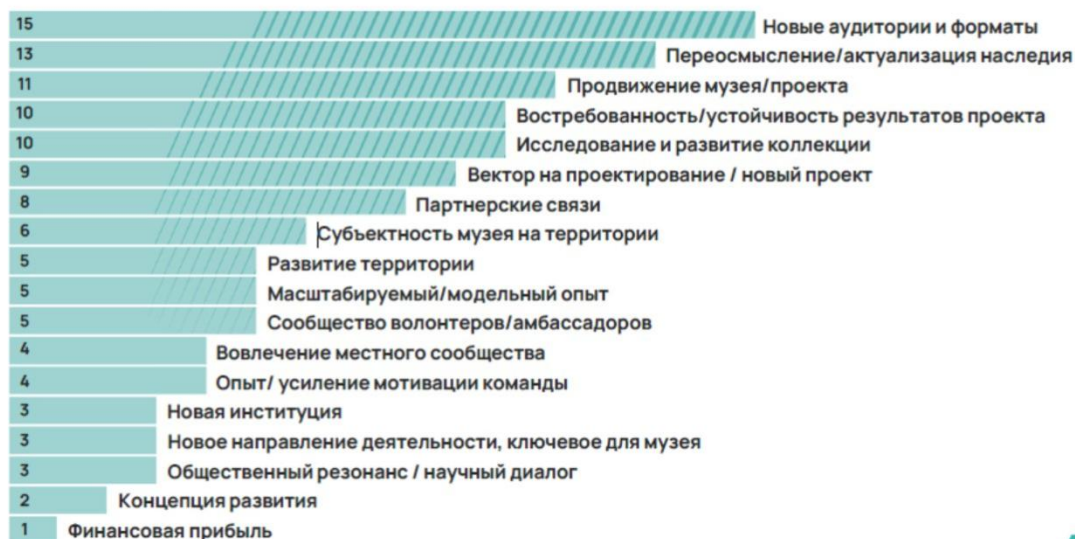 15 Новые аудитории и форматы
13 Переосмысление/актуализация наследия
11 Продвижение музея/проекта
10 Востребованность/устойчивость результатов проекта
10 Исследование и развитие коллекции
9 Вектор на проектирование / новый проект
8 Партнерские связи
6 Субъектность музея на территории
5 Развитие территории
5 Масштабируемый/модельный опыт
5 Сообщество волонтеров/амбассадоров
4 Вовлечение местного сообщества
4 Опыт/ усиление мотивации команды
3 Новая институция
3 Новое направление деятельности, ключевое для музея
3 Общественный резонанс / научный диалог
2 Концепция развития
1 Финансовая прибыль